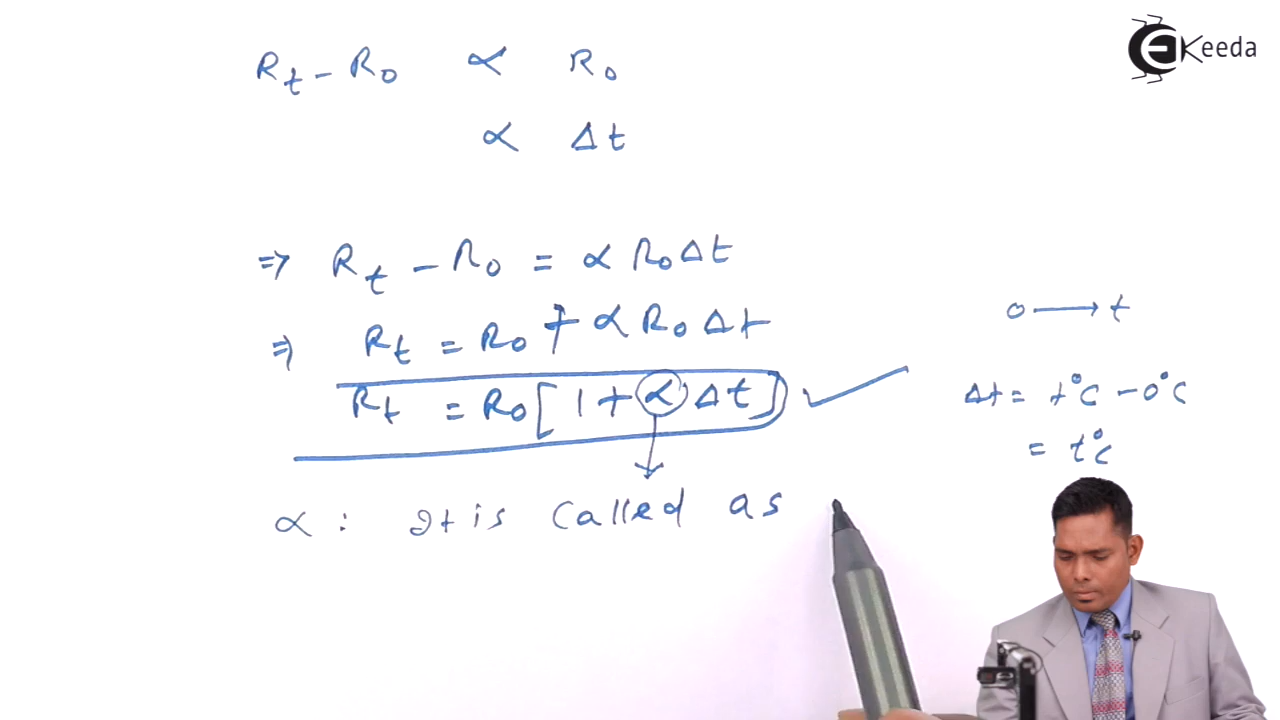 Keeda
Rt - R0 ∝ R0
∝ Δt
⇒ Rt - R0 = α R0 Δt
⇒ Rt = R0 + α R0 Δt
Rt = R0 [1 + α Δt]
α : It is called as
0 → t
Δt = t°C - 0°C
= t°C